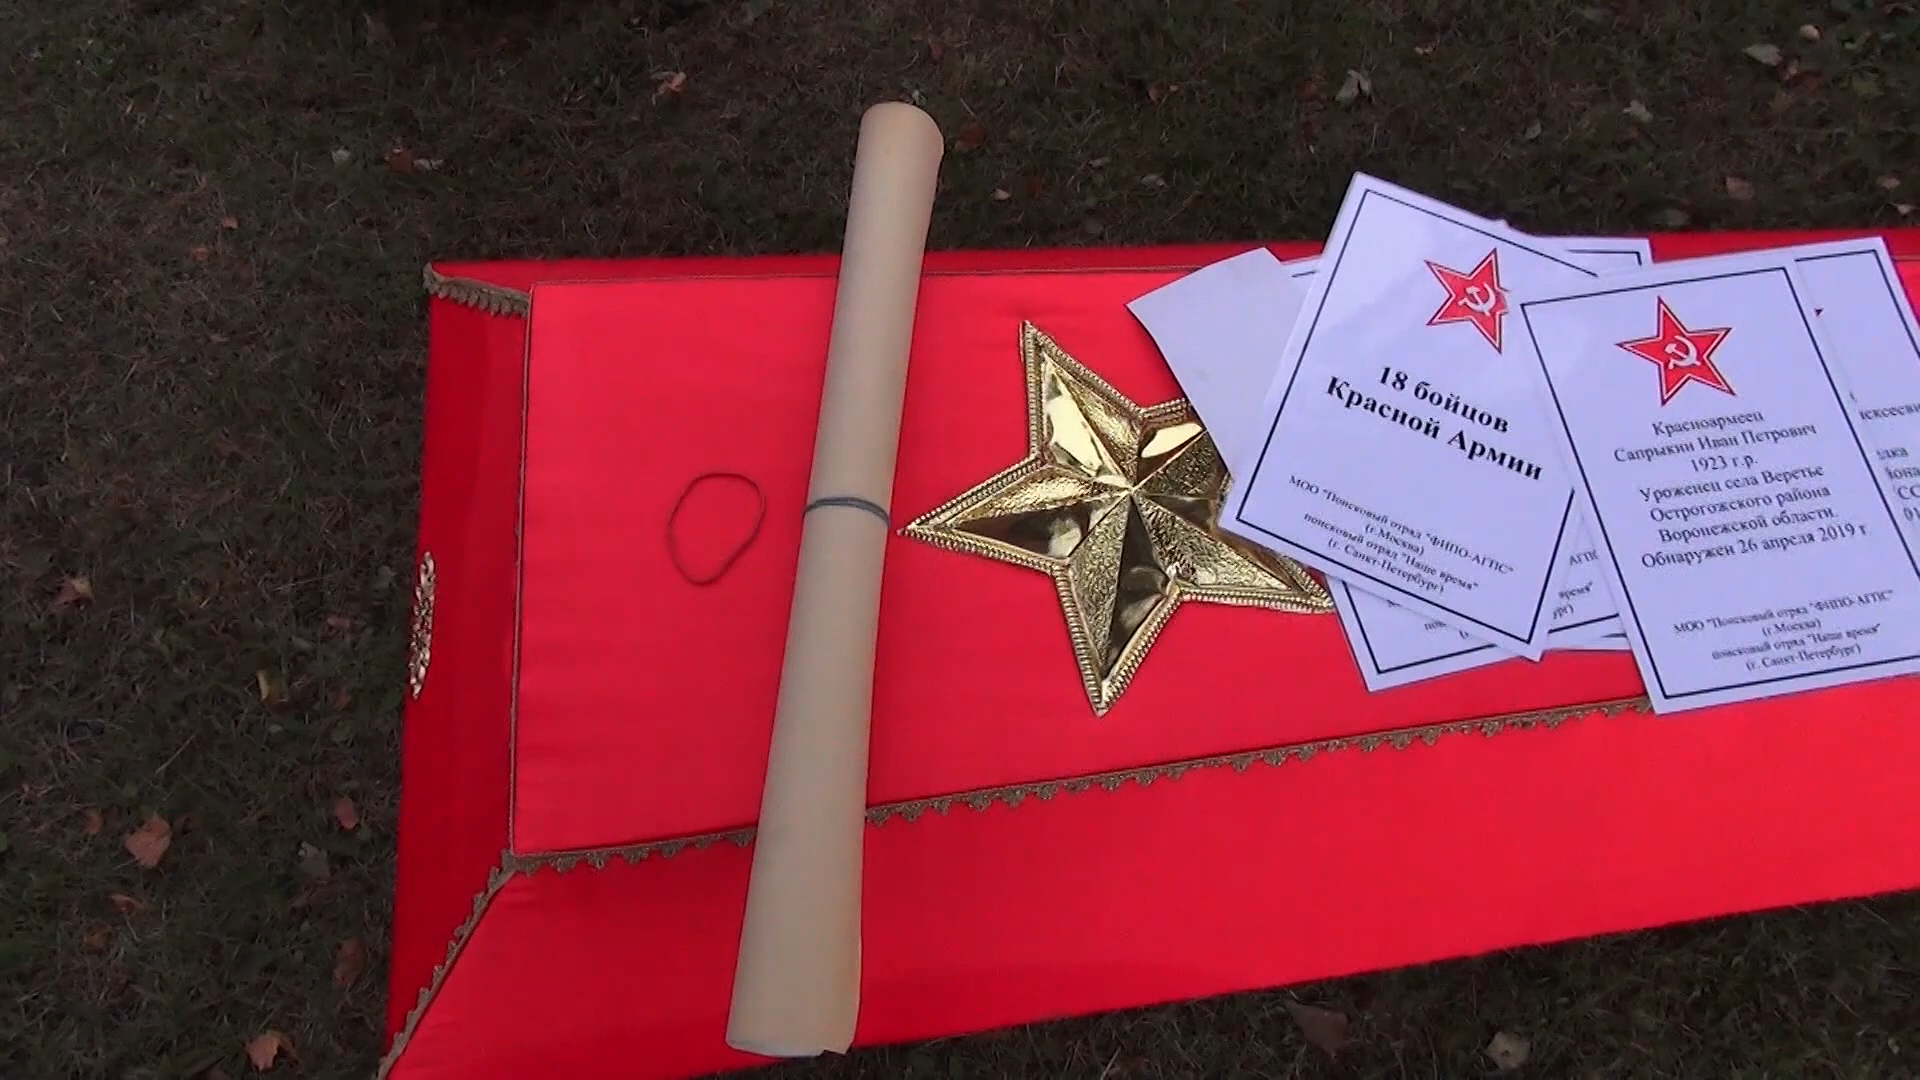 18 бойцов
Красной Армии
МОО "Поисковый отряд "ФИПО-АГПС"
(г.Москва)
поисковый отряд "Наше время"
(г. Санкт-Петербург)
Красноармеец
Сапрыкин Иван Петрович
1923 г.р.
Уроженец села Веретье
Острогожского района
Воронежской области.
Обнаружен 26 апреля 2019 г.
МОО "Поисковый отряд "ФИПО-АГПС"
(г.Москва)
поисковый отряд "Наше время"
(г. Санкт-Петербург)